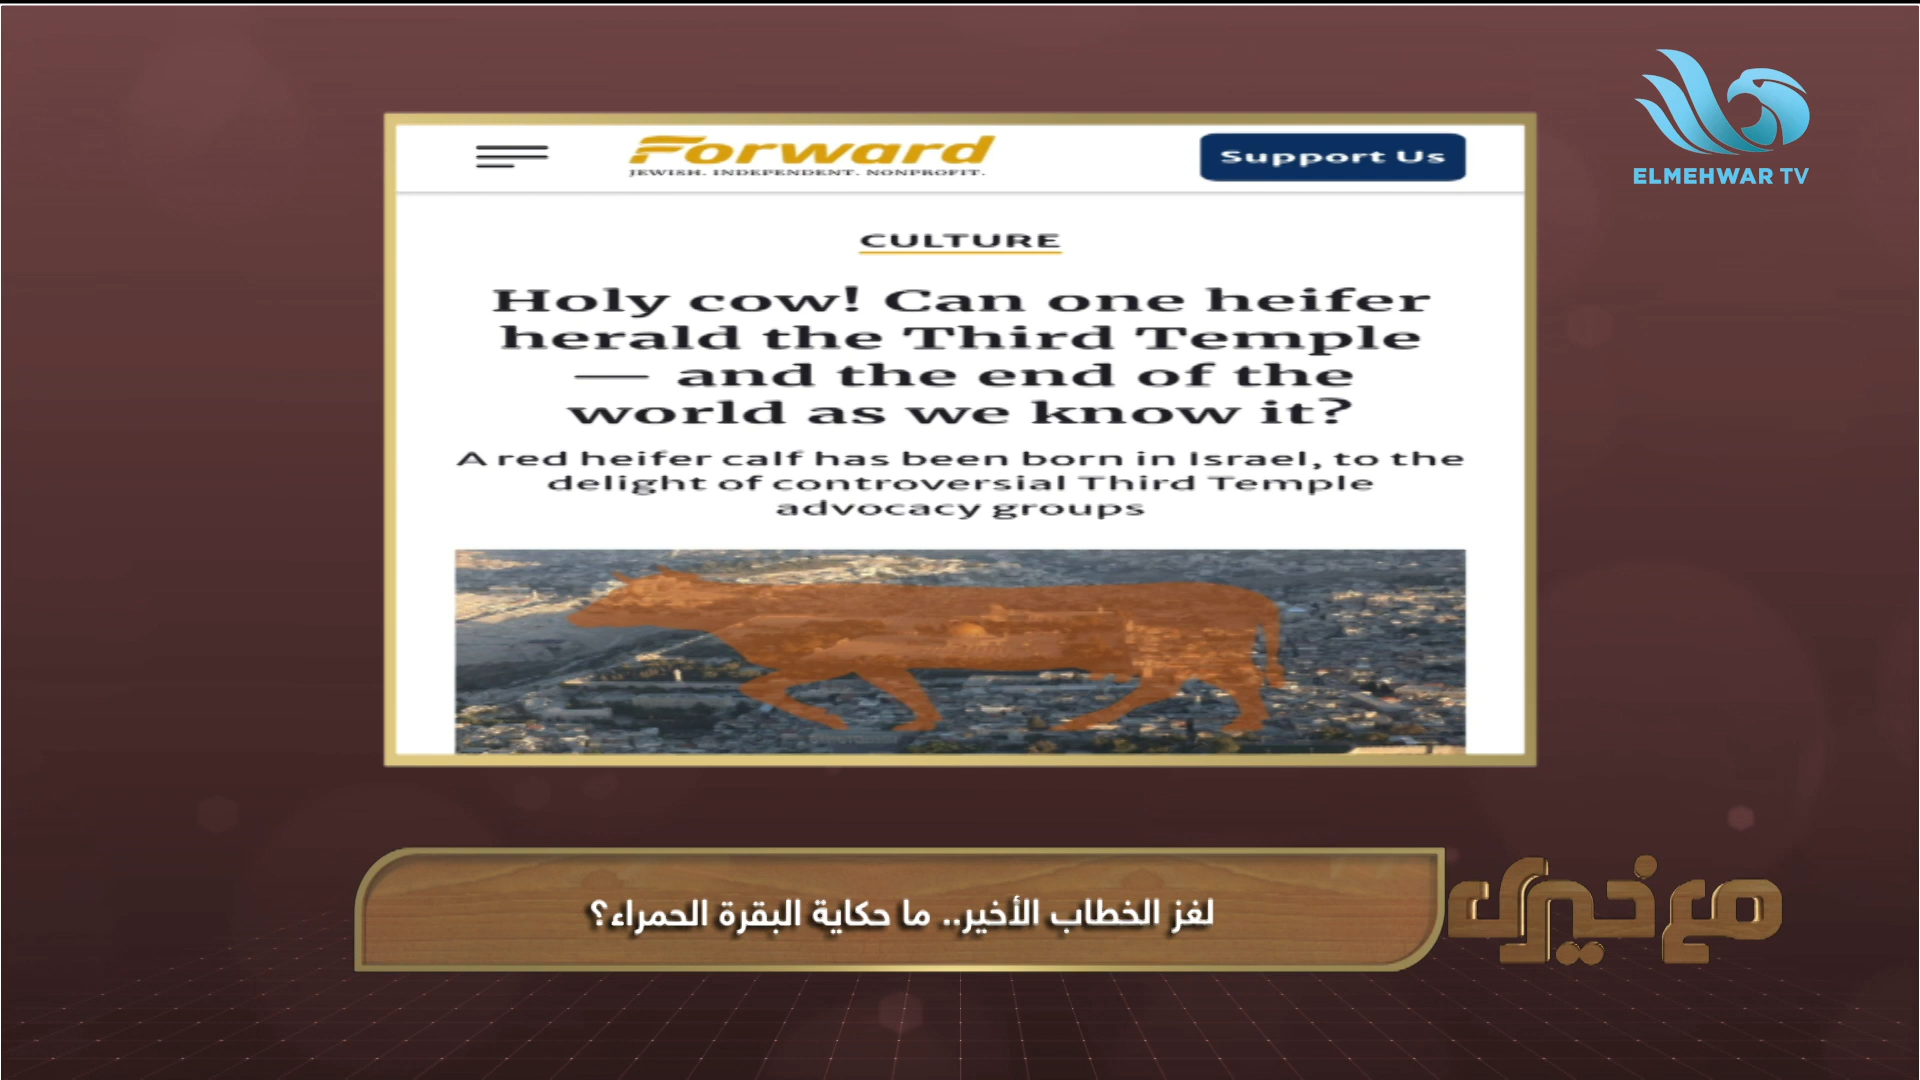 ELMEHWAR TV
Forward
JEWISH. INDEPENDENT. NONPROFIT.
Support Us
CULTURE
Holy cow! Can one heifer
herald the Third Temple
— and the end of the
world as we know it?
A red heifer calf has been born in Israel, to the
delight of controversial Third Temple
advocacy groups
لغز الخطاب الأخير.. ما حكاية البقرة الحمراء؟
مع خيري